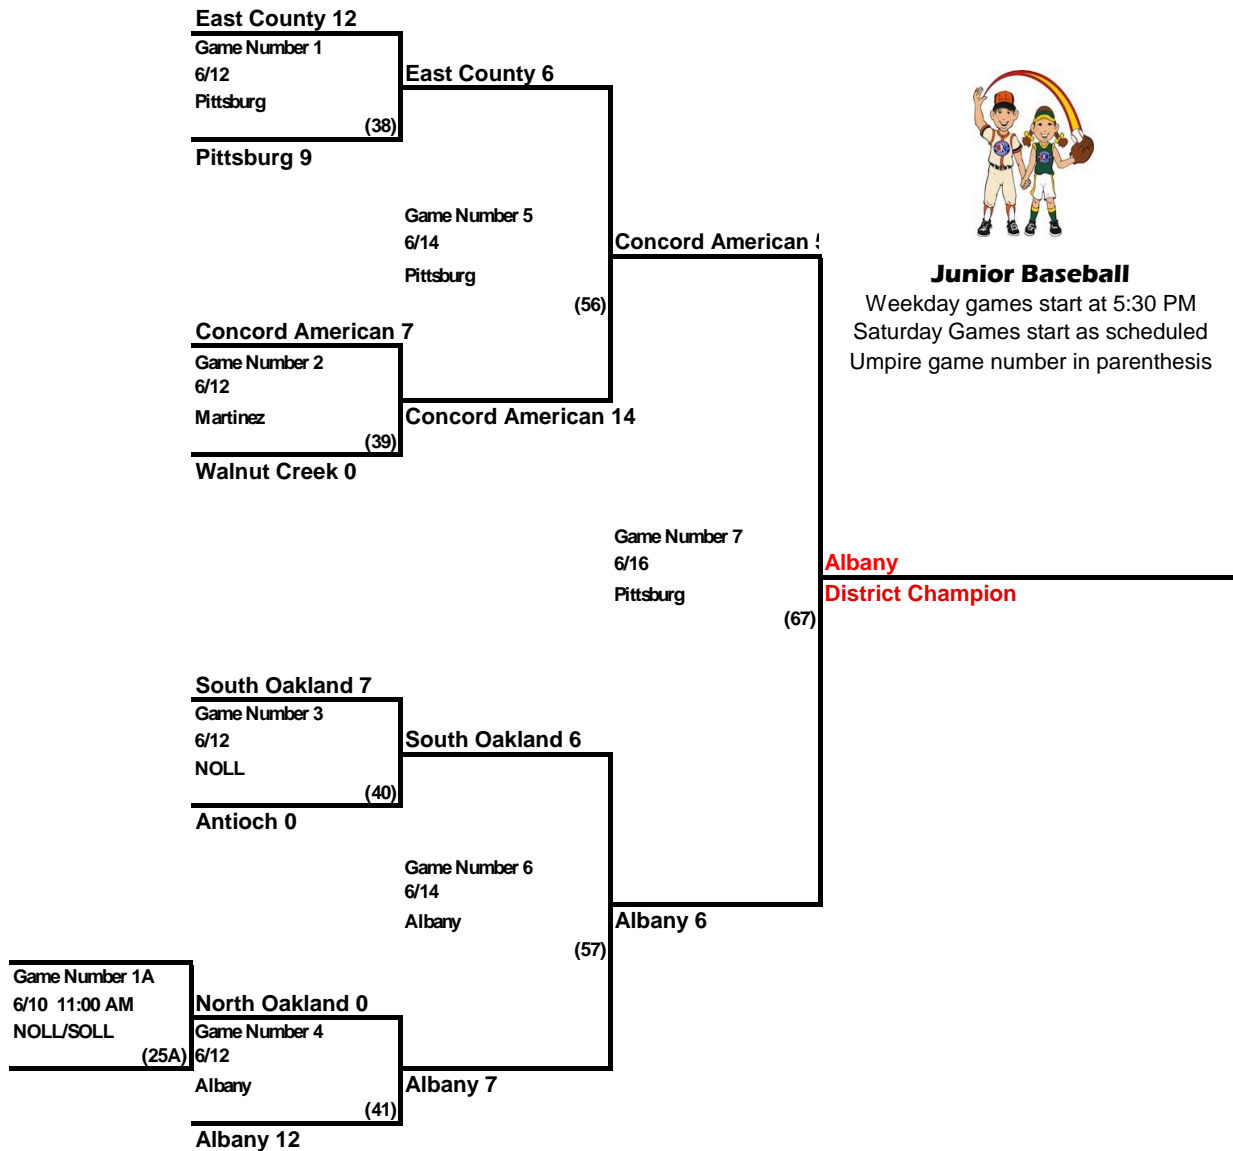 East County 12
Game Number 1
6/12
Pittsburg
(38)
Pittsburg 9
East County 6
Game Number 5
6/14
Pittsburg
(56)
Concord American 7
Game Number 2
6/12
Martinez
(39)
Walnut Creek 0
Concord American 14
Concord American
Junior Baseball
Weekday games start at 5:30 PM
Saturday Games start as scheduled
Umpire game number in parenthesis
Game Number 7
6/16
Pittsburg
(67)
Albany
District Champion
South Oakland 7
Game Number 3
6/12
NOLL
(40)
Antioch 0
South Oakland 6
Game Number 6
6/14
Albany
(57)
Albany 6
Game Number 1A
6/10 11:00 AM
NOLL/SOLL
(25A)
North Oakland 0
Game Number 4
6/12
Albany
(41)
Albany 12
Albany 7